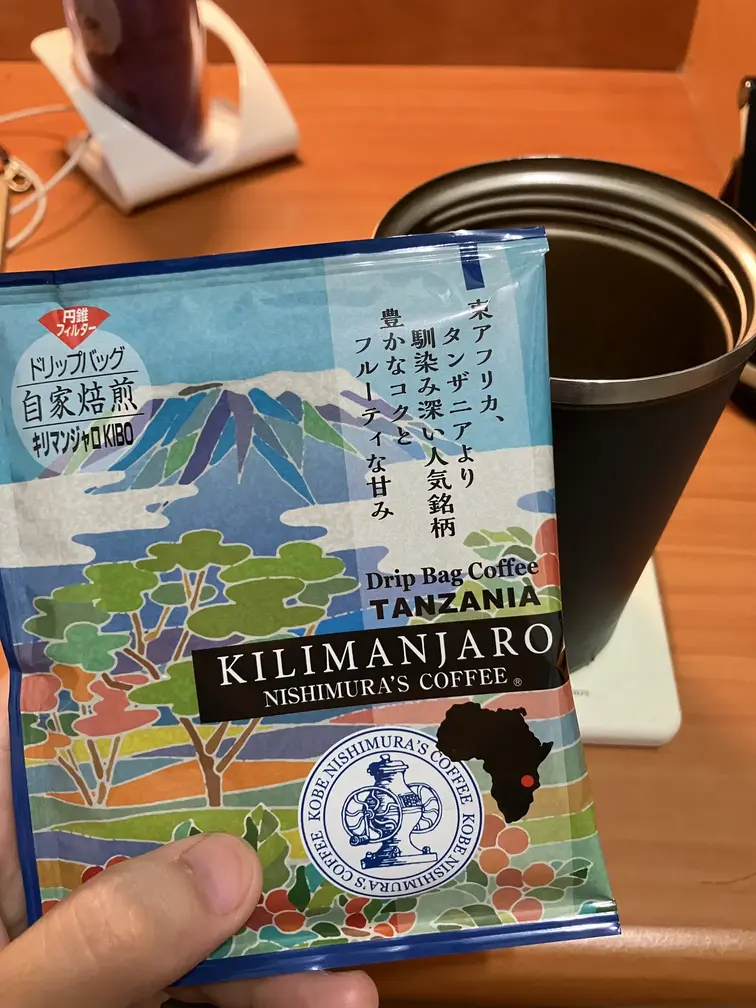 円錐
フィルター
ドリップバッグ
自家焙煎
キリマンジャロ KIBO
東アフリカ、
タンザニアより
馴染み深い人気銘柄
豊かなコクと
フルーティな甘み
Drip Bag Coffee
TANZANIA
KILIMANJARO
NISHIMURA'S COFFEE®
KOBE NISHIMURA'S COFFEE KOBE NISHIMURA'S COFFEE